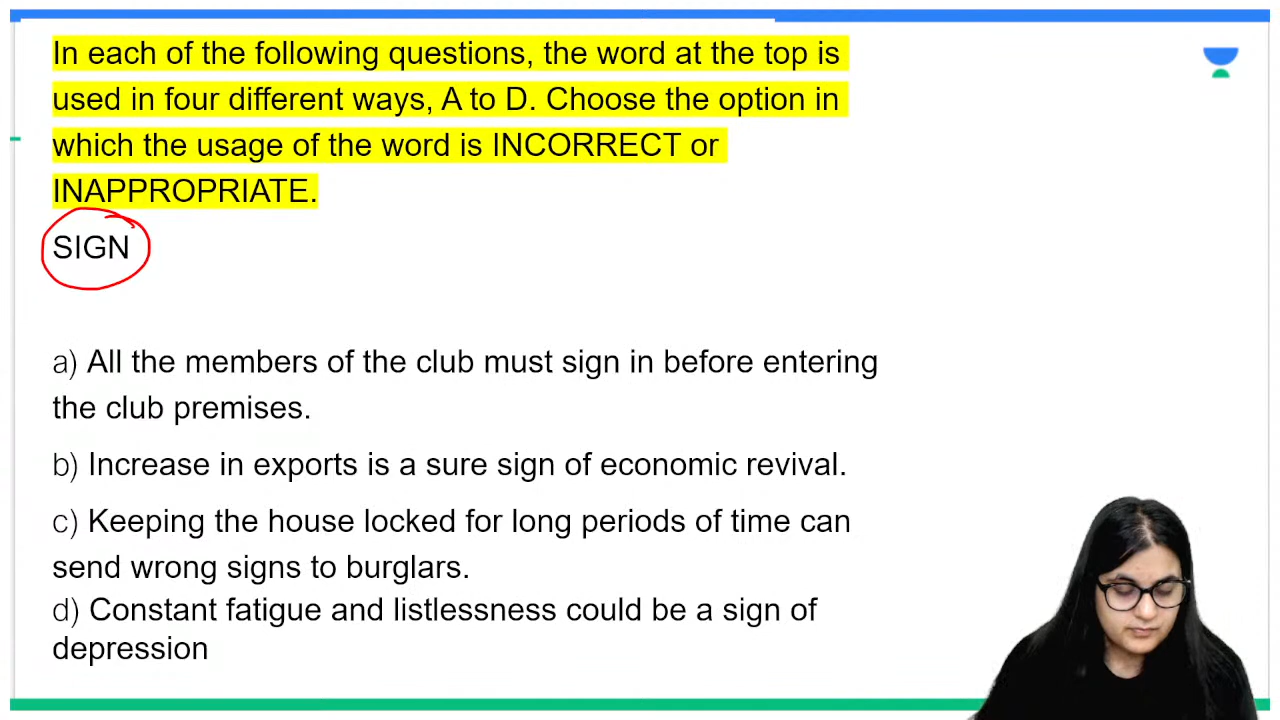 In each of the following questions, the word at the top is
used in four different ways, A to D. Choose the option in
which the usage of the word is INCORRECT or
INAPPROPRIATE.
SIGN
a) All the members of the club must sign in before entering
the club premises.
b) Increase in exports is a sure sign of economic revival.
c) Keeping the house locked for long periods of time can
send wrong signs to burglars.
d) Constant fatigue and listlessness could be a sign of
depression